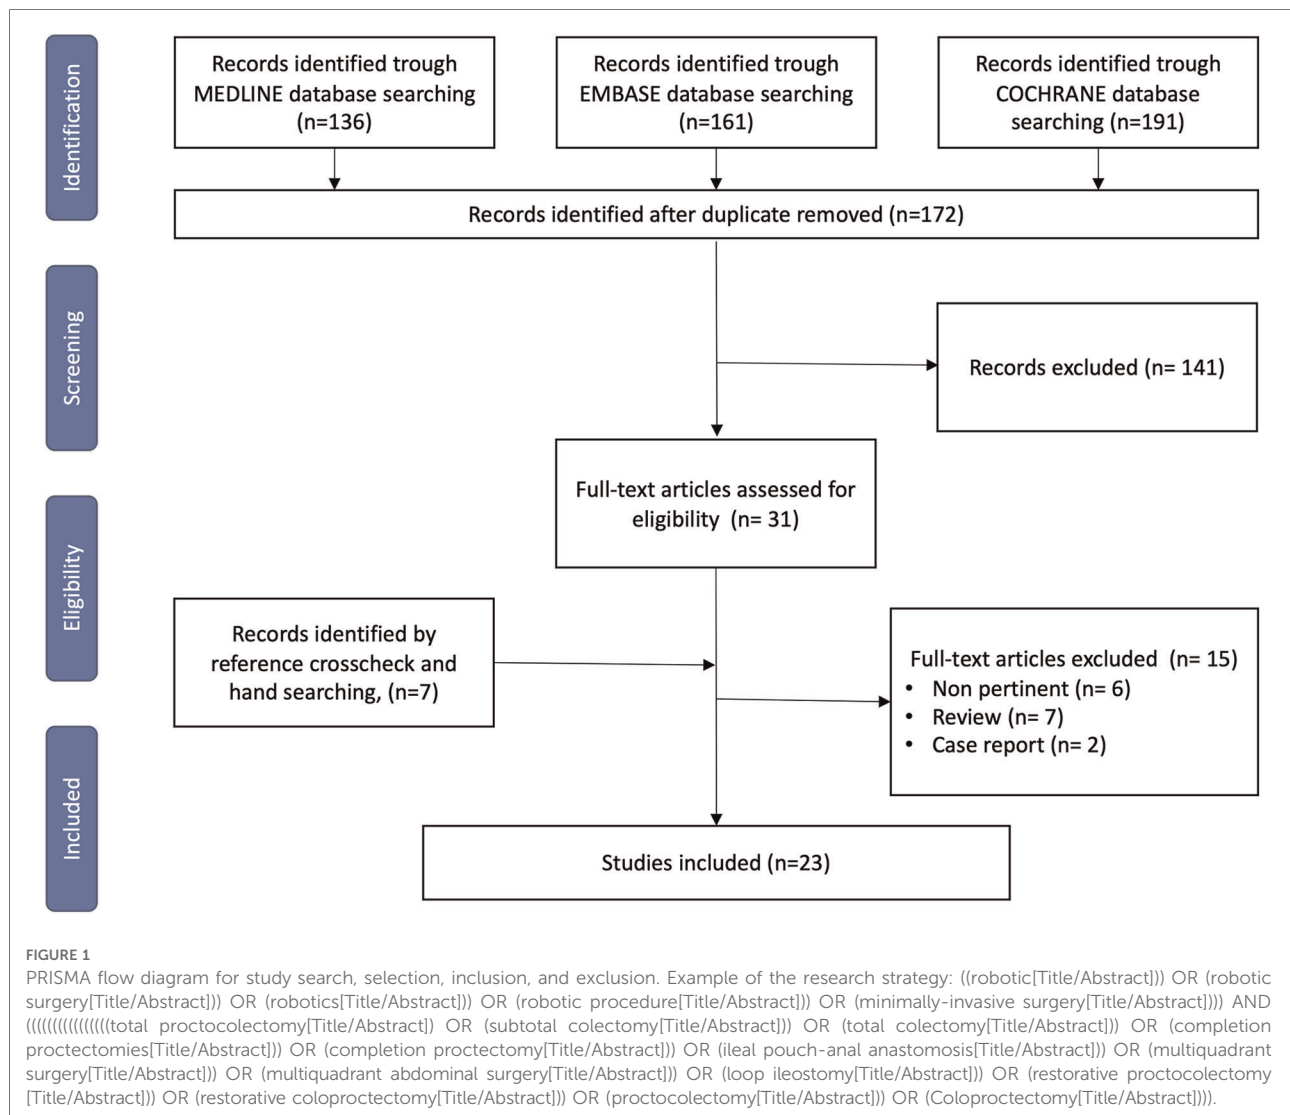 Identification
Records identified trough
MEDLINE database searching
(n=136)
Records identified trough
EMBASE database searching
(n=161)
Records identified trough
COCHRANE database
searching (n=191)
Records identified after duplicate removed (n=172)
Screening
Records excluded (n= 141)
Full-text articles assessed for
eligibility (n= 31)
Eligibility
Records identified by
reference crosscheck and
hand searching, (n=7)
Full-text articles excluded (n= 15)
• Non pertinent (n= 6)
• Review (n= 7)
• Case report (n= 2)
Included
Studies included (n=23)
FIGURE 1
PRISMA flow diagram for study search, selection, inclusion, and exclusion. Example of the research strategy: ((robotic[Title/Abstract])) OR (robotic
surgery[Title/Abstract])) OR (robotics[Title/Abstract])) OR (robotic procedure[Title/Abstract])) OR (minimally-invasive surgery[Title/Abstract]))) AND
((((((((((((((((total proctocolectomy[Title/Abstract]) OR (subtotal colectomy[Title/Abstract])) OR (total colectomy[Title/Abstract])) OR (completion
proctectomies[Title/Abstract])) OR (completion proctectomy[Title/Abstract])) OR (ileal pouch-anal anastomosis[Title/Abstract])) OR (multiquadrant
surgery[Title/Abstract])) OR (multiquadrant abdominal surgery[Title/Abstract])) OR (loop ileostomy[Title/Abstract])) OR (restorative proctocolectomy
[Title/Abstract])) OR (restorative coloproctectomy[Title/Abstract])) OR (proctocolectomy[Title/Abstract])) OR (Coloproctectomy[Title/Abstract]))).